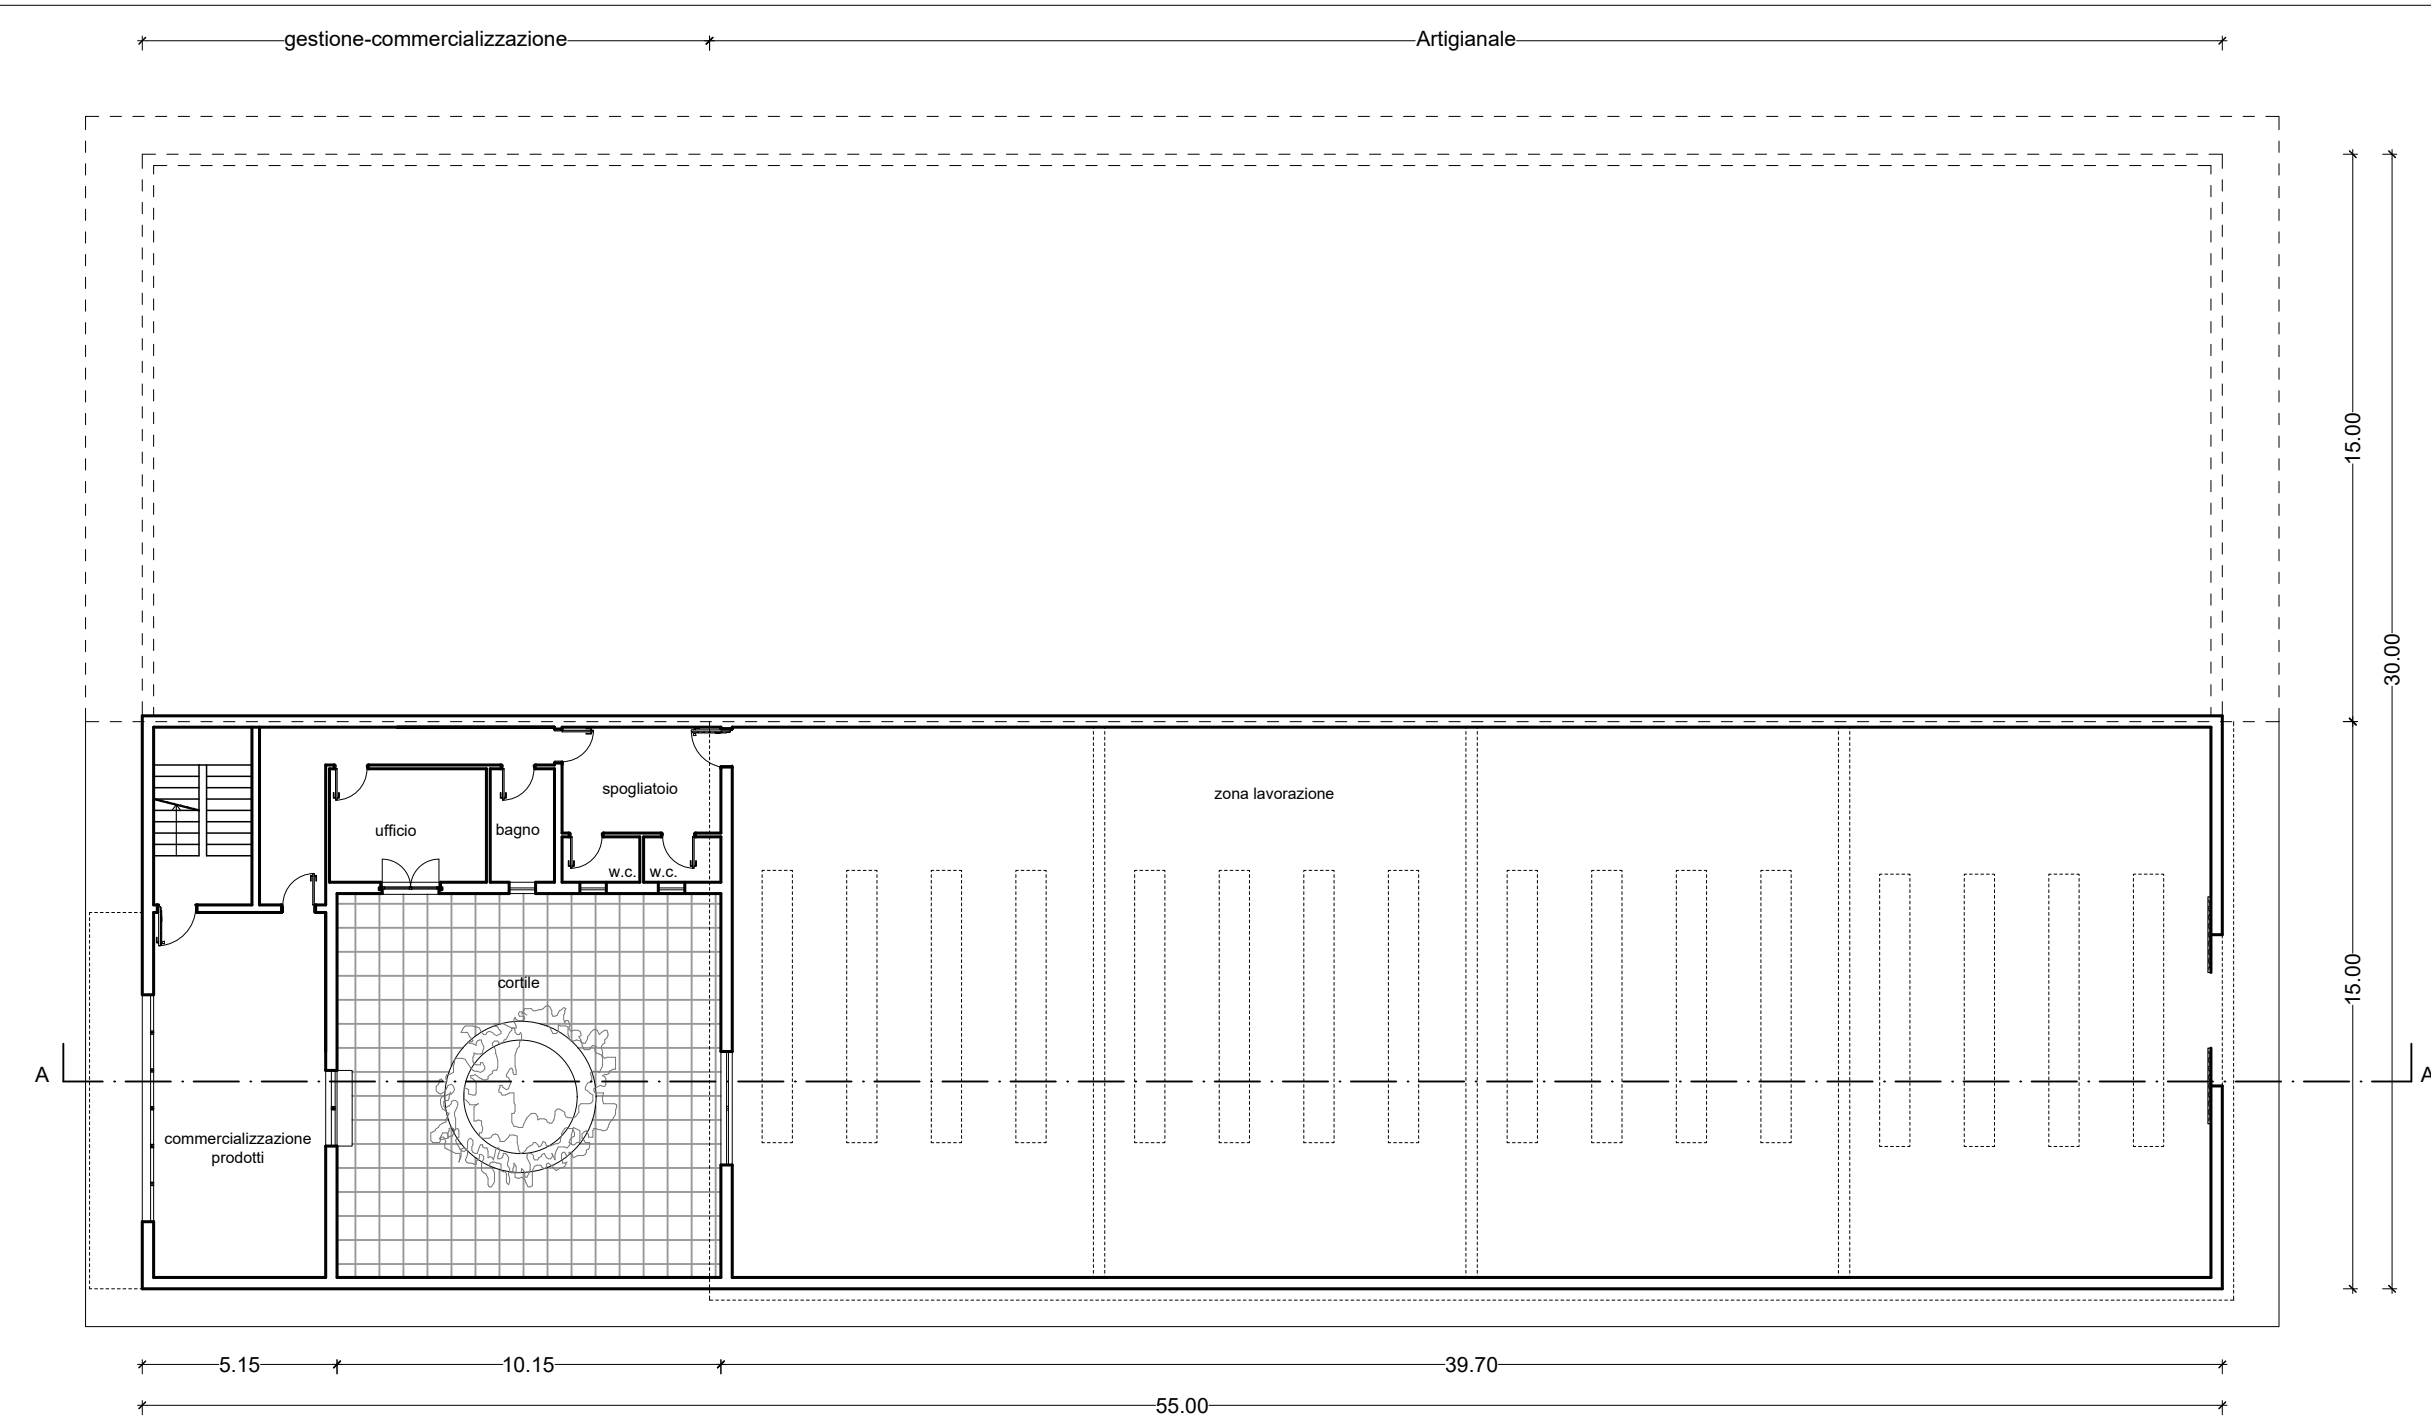 gestione-commercializzazione
Artigianale
15.00
30.00
spogliatoio
zona lavorazione
ufficio
bagno
w.c.
w.c.
cortile
15.00
A
A
commercializzazione
prodotti
5.15
10.15
39.70
55.00